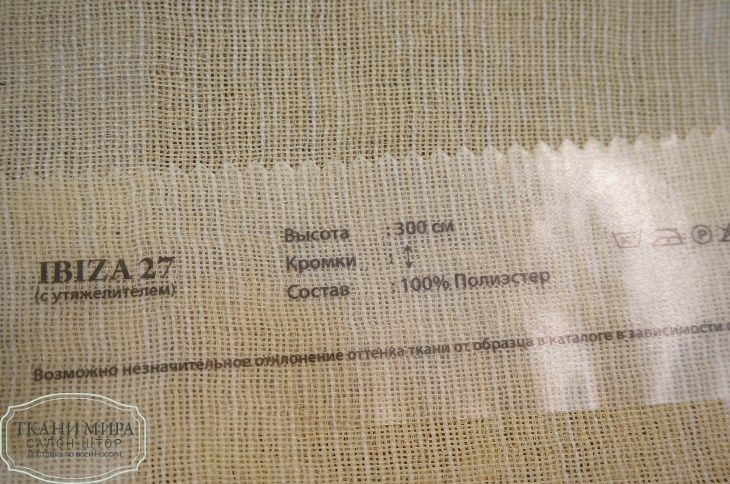 IBIZA 27
(с утяжелителем)
Высота : 300 см
Кромки : ↕
Состав : 100% Полиэстер
Возможно незначительное отклонение оттенка ткани от образца в каталоге в зависимости о
ТКАНИ МИРА
САЛОН ШТОР
Доставка по всей России